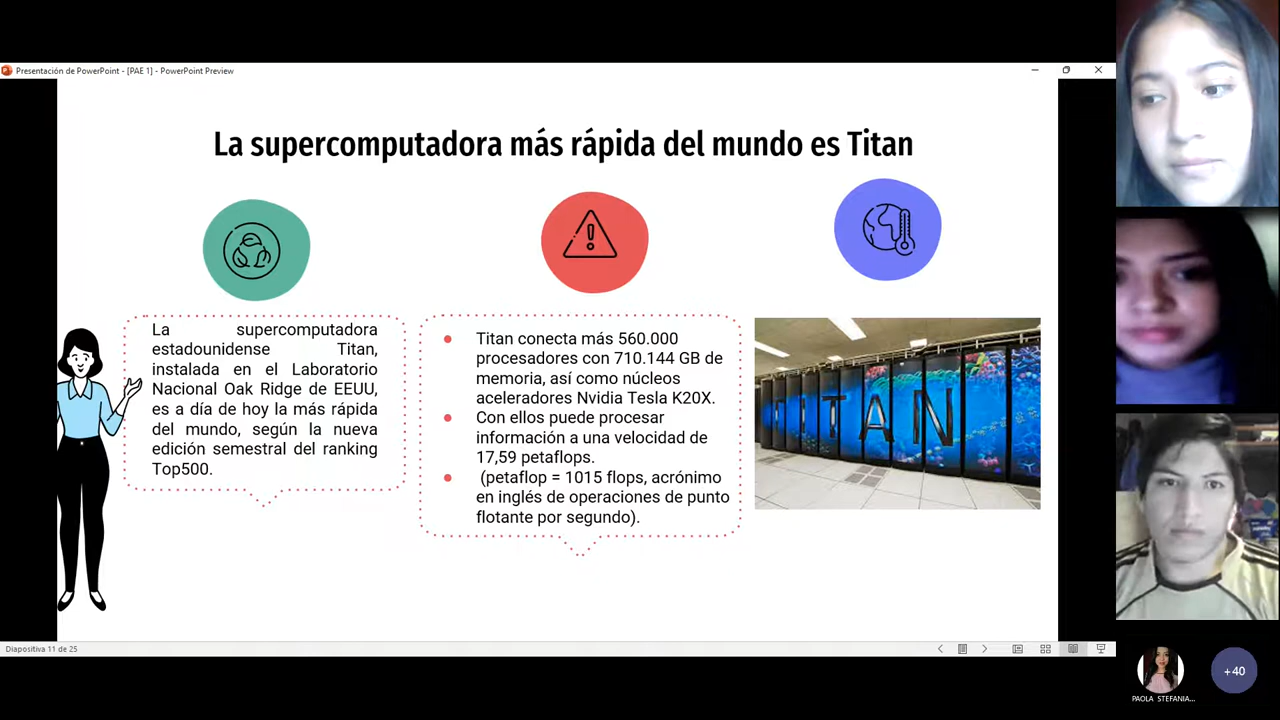 Presentación de PowerPoint - [PAE 1] - PowerPoint Preview
La supercomputadora más rápida del mundo es Titan
La supercomputadora
estadounidense Titan,
instalada en el Laboratorio
Nacional Oak Ridge de EEUU,
es a día de hoy la más rápida
del mundo, según la nueva
edición semestral del ranking
Top500.
Titan conecta más 560.000
procesadores con 710.144 GB de
memoria, así como núcleos
aceleradores Nvidia Tesla K20X.
Con ellos puede procesar
información a una velocidad de
17,59 petaflops.
(petaflop = 1015 flops, acrónimo
en inglés de operaciones de punto
flotante por segundo).
TITAN
Diapositiva 11 de 25
PAOLA STEFANIA...
+40